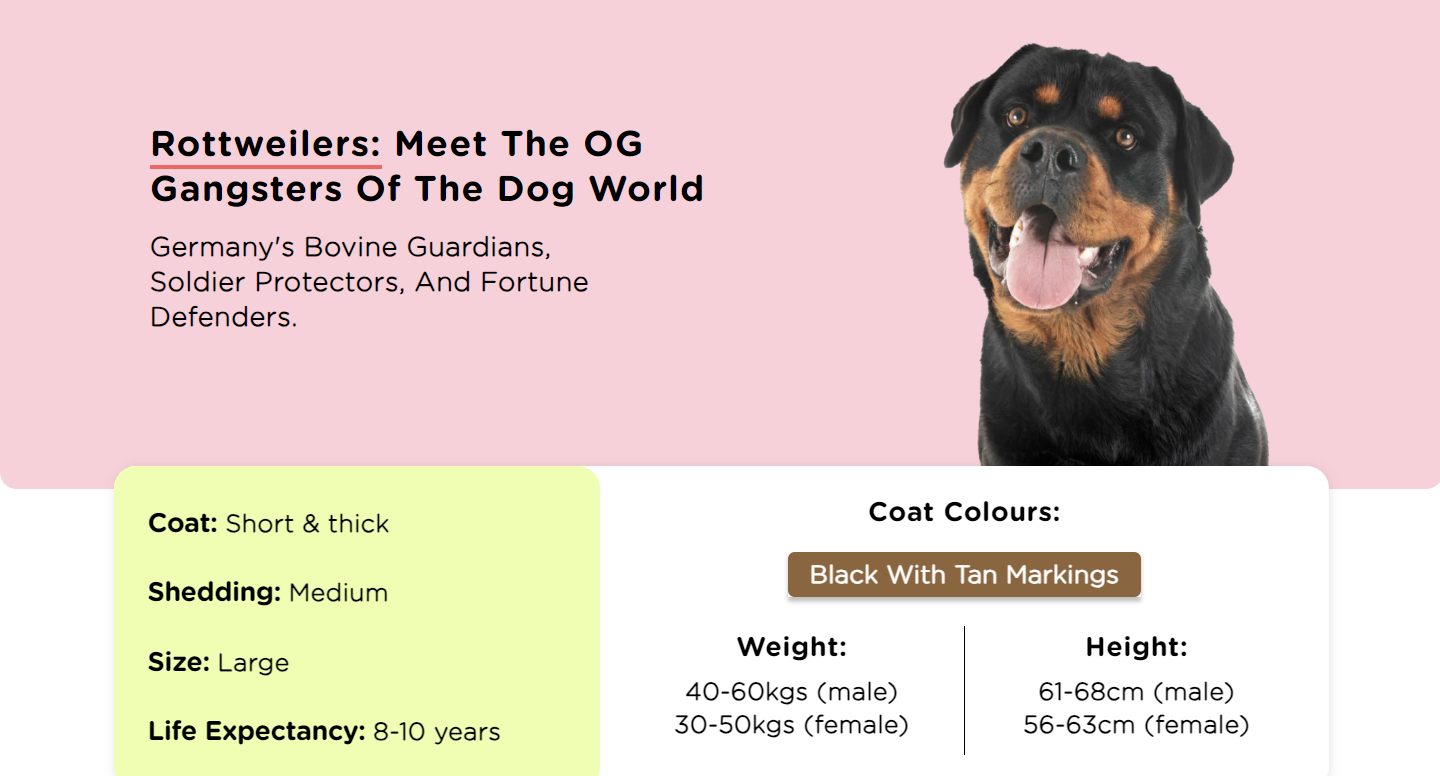 Rottweilers: Meet The OG
Gangsters Of The Dog World
Germany's Bovine Guardians,
Soldier Protectors, And Fortune
Defenders.
Coat: Short & thick
Shedding: Medium
Size: Large
Life Expectancy: 8-10 years
Coat Colours:
Black With Tan Markings
Weight:
40-60kgs (male)
30-50kgs (female)
Height:
61-68cm (male)
56-63cm (female)